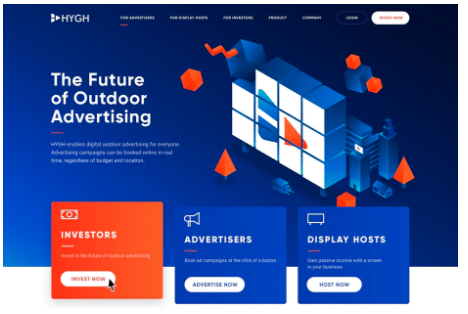 HYGH
FOR ADVERTISERS FOR DISPLAY HOSTS FOR INVESTORS PRODUCT COMPANY LOGIN INVEST NOW
The Future
of Outdoor
Advertising
HYGH enables digital outdoor advertising for everyone.
Advertising campaigns can be booked online in real
time, regardless of budget and location.
INVESTORS
Invest in the future of outdoor advertising
INVEST NOW
ADVERTISERS
Book ad campaigns at the click of a button
ADVERTISE NOW
DISPLAY HOSTS
Gain passive income with a screen
in your business
HOST NOW